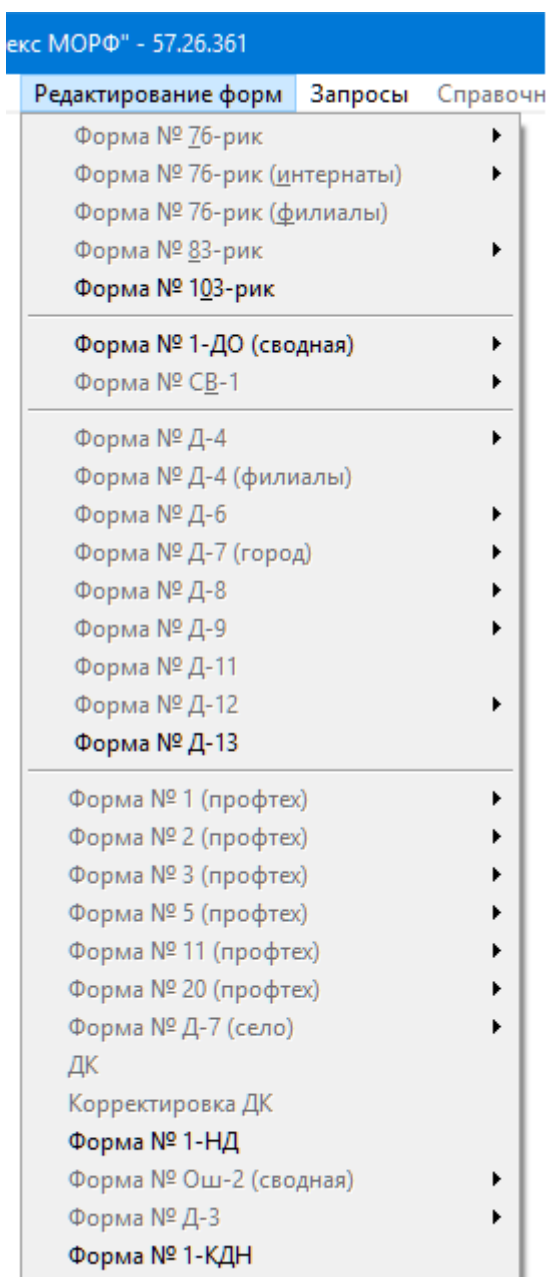 екс МОРФ" - 57.26.361
Редактирование форм Запросы Справочн
Форма № 76-рик
Форма № 76-рик (интернаты)
Форма № 76-рик (филиалы)
Форма № 83-рик
Форма № 103-рик
Форма № 1-ДО (сводная)
Форма № СВ-1
Форма № Д-4
Форма № Д-4 (филиалы)
Форма № Д-6
Форма № Д-7 (город)
Форма № Д-8
Форма № Д-9
Форма № Д-11
Форма № Д-12
Форма № Д-13
Форма № 1 (профтех)
Форма № 2 (профтех)
Форма № 3 (профтех)
Форма № 5 (профтех)
Форма № 11 (профтех)
Форма № 20 (профтех)
Форма № Д-7 (село)
ДК
Корректировка ДК
Форма № 1-НД
Форма № Ош-2 (сводная)
Форма № Д-3
Форма № 1-КДН